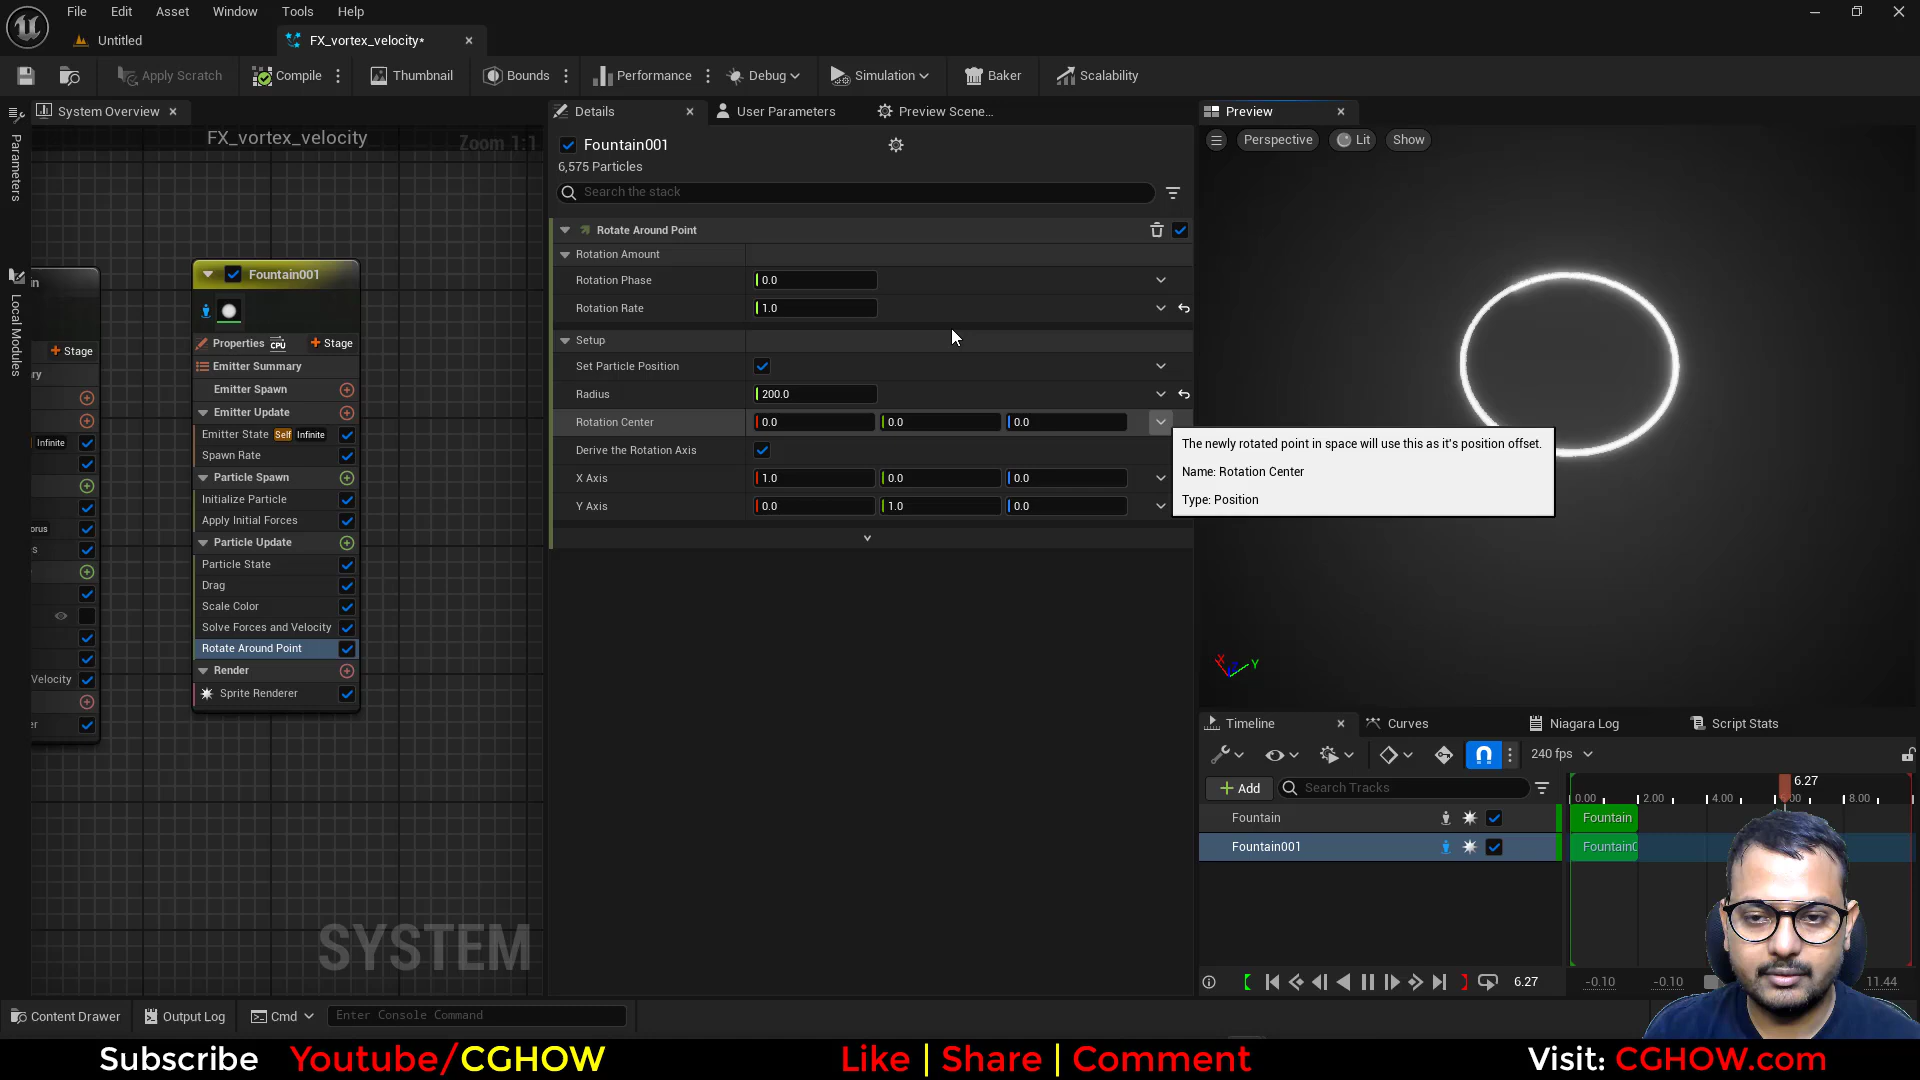 File Edit Asset Window Tools Help
Untitled
FX_vortex_velocity*
Apply Scratch
Compile
Thumbnail
Bounds
Performance
Debug
Simulation
Baker
Scalability
Parameters
Local Modules
System Overview
FX_vortex_velocity
Zoom 1:1
Stage
Infinite
Velocity
Fountain001
Properties CPU Stage
Emitter Summary
Emitter Spawn
Emitter Update
Emitter State Self Infinite
Spawn Rate
Particle Spawn
Initialize Particle
Apply Initial Forces
Particle Update
Particle State
Drag
Scale Color
Solve Forces and Velocity
Rotate Around Point
Render
Sprite Renderer
SYSTEM
Details
User Parameters
Preview Scene...
Fountain001
6,575 Particles
Search the stack
Rotate Around Point
Rotation Amount
Rotation Phase 0.0
Rotation Rate 1.0
Setup
Set Particle Position
Radius 200.0
Rotation Center 0.0 0.0 0.0
Derive the Rotation Axis
X Axis 1.0 0.0 0.0
Y Axis 0.0 1.0 0.0
The newly rotated point in space will use this as it's position offset.
Name: Rotation Center
Type: Position
Preview
Perspective Lit Show
X Y
Timeline
Curves
Niagara Log
Script Stats
240 fps
Add
Search Tracks
6.27
0.00 2.00 4.00 8.00
Fountain
Fountain
Fountain001
6.27
-0.10 -0.10 11.44
Content Drawer
Output Log
Cmd
Enter Console Command
Subscribe Youtube/CGHOW Like | Share | Comment Visit: CGHOW.com